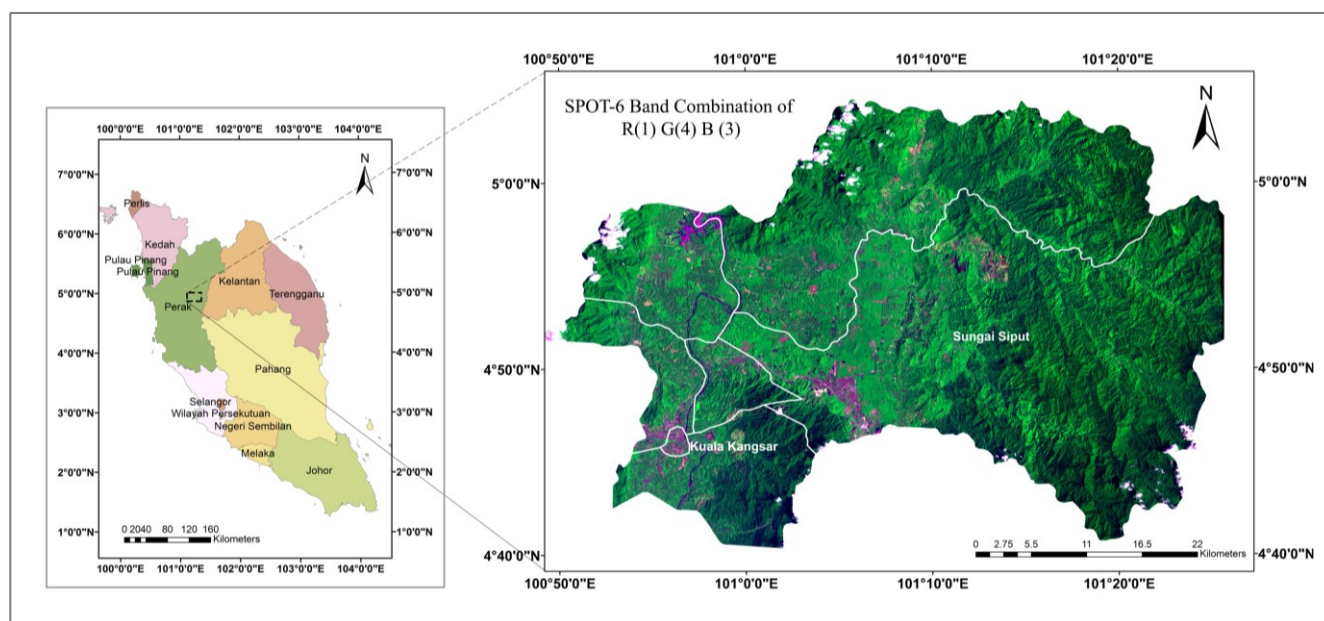 100°0'0"E 101°0'0"E 102°0'0"E 103°0'0"E 104°0'0"E
N
7°0'0"N
6°0'0"N
5°0'0"N
4°0'0"N
3°0'0"N
2°0'0"N
1°0'0"N
Perlis
Kedah
Pulau Pinang
Pulau Pinang
Perak
Kelantan
Terengganu
Pahang
Selangor
Wilayah Persekutuan
Negeri Sembilan
Melaka
Johor
0 20 40 80 120 160
Kilometers
7°0'0"N
6°0'0"N
5°0'0"N
4°0'0"N
3°0'0"N
2°0'0"N
1°0'0"N
100°0'0"E 101°0'0"E 102°0'0"E 103°0'0"E 104°0'0"E
100°50'0"E 101°0'0"E 101°10'0"E 101°20'0"E
SPOT-6 Band Combination of
R(1) G(4) B (3)
N
5°0'0"N
4°50'0"N
4°40'0"N
Sungai Siput
Kuala Kangsar
5°0'0"N
4°50'0"N
4°40'0"N
0 2.75 5.5 11 16.5 22
Kilometers
100°50'0"E 101°0'0"E 101°10'0"E 101°20'0"E